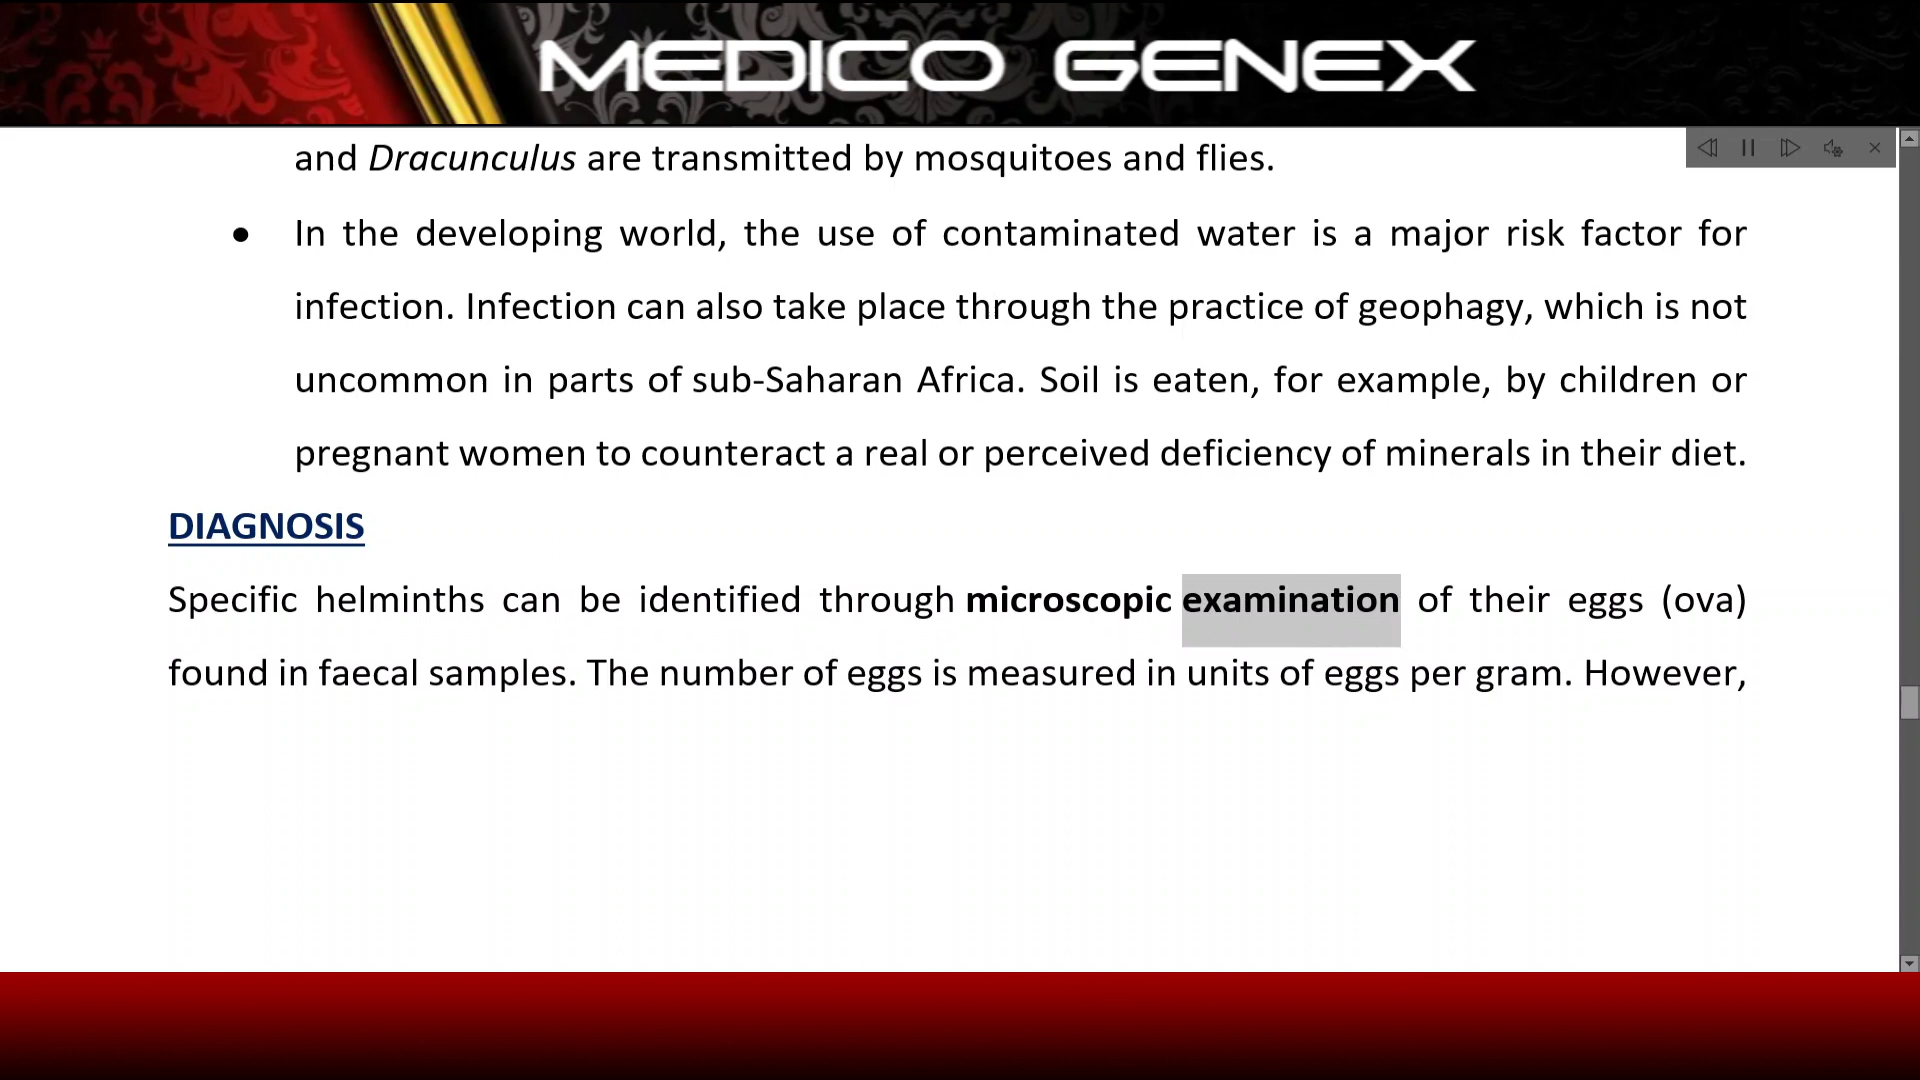 MEDICO GENEX
and Dracunculus are transmitted by mosquitoes and flies.
• In the developing world, the use of contaminated water is a major risk factor for
infection. Infection can also take place through the practice of geophagy, which is not
uncommon in parts of sub-Saharan Africa. Soil is eaten, for example, by children or
pregnant women to counteract a real or perceived deficiency of minerals in their diet.
DIAGNOSIS
Specific helminths can be identified through microscopic examination of their eggs (ova)
found in faecal samples. The number of eggs is measured in units of eggs per gram. However,